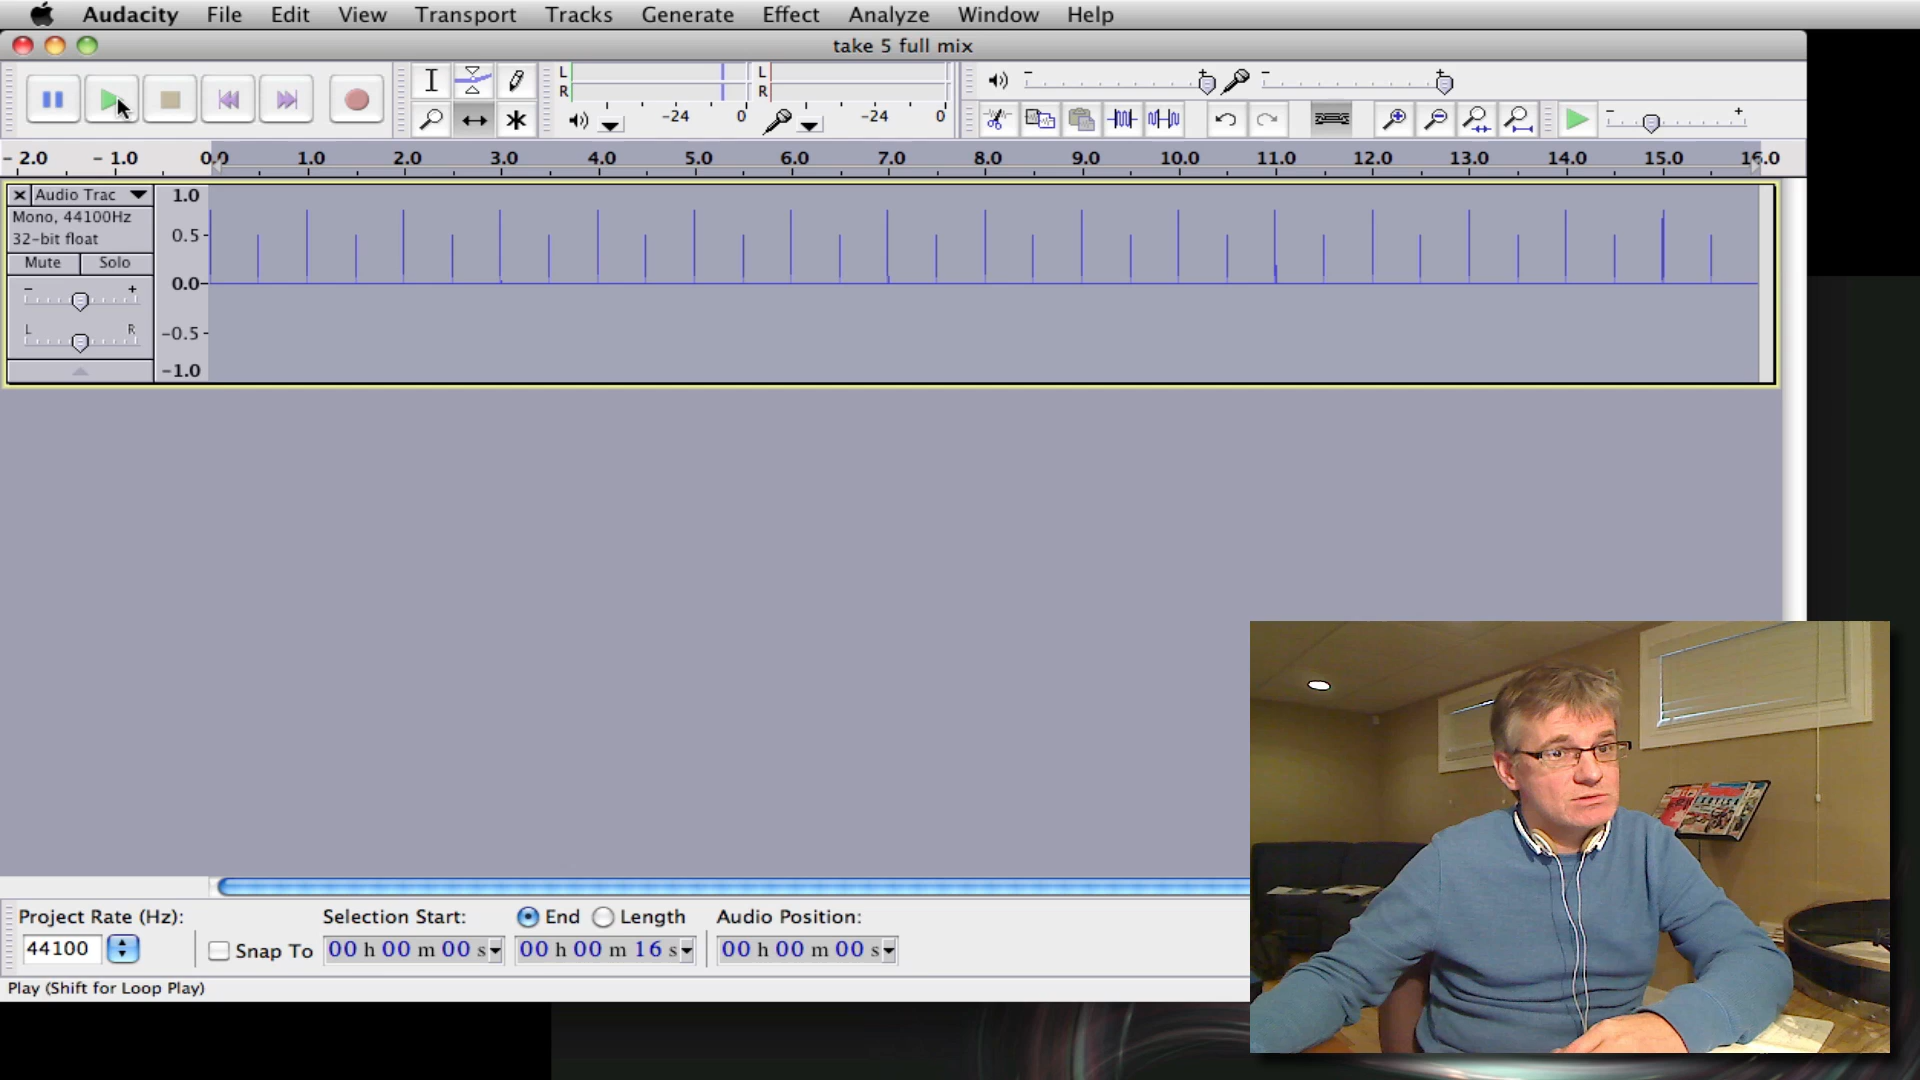 Audacity File Edit View Transport Tracks Generate Effect Analyze Window Help
take 5 full mix
L
R
-24 0
L
R
-24 0
- 2.0 - 1.0 0.0 1.0 2.0 3.0 4.0 5.0 6.0 7.0 8.0 9.0 10.0 11.0 12.0 13.0 14.0 15.0 16.0
Audio Trac
Mono, 44100Hz
32-bit float
Mute Solo
- +
L R
1.0
0.5-
0.0-
-0.5-
-1.0
Project Rate (Hz): Selection Start: End Length Audio Position:
44100 Snap To 00 h 00 m 00 s 00 h 00 m 16 s 00 h 00 m 00 s
Play (Shift for Loop Play)